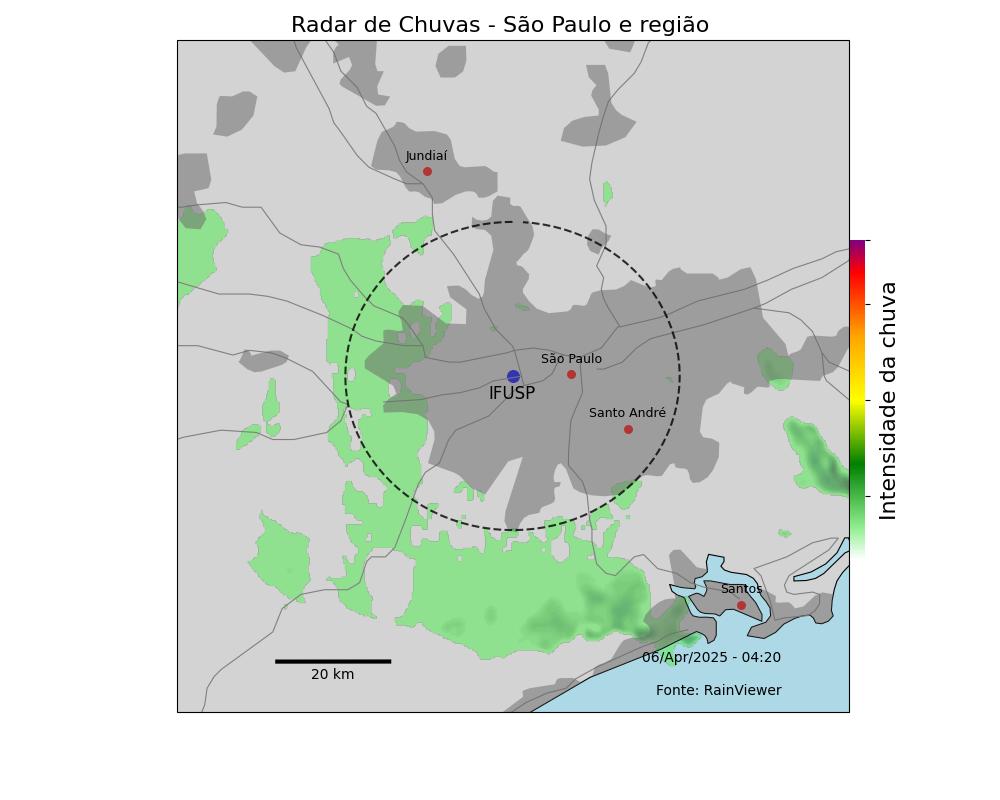 Radar de Chuvas - São Paulo e região
Jundiaí
São Paulo
IFUSP
Santo André
Intensidade da chuva
Santos
06/Apr/2025 - 04:20
20 km
Fonte: RainViewer